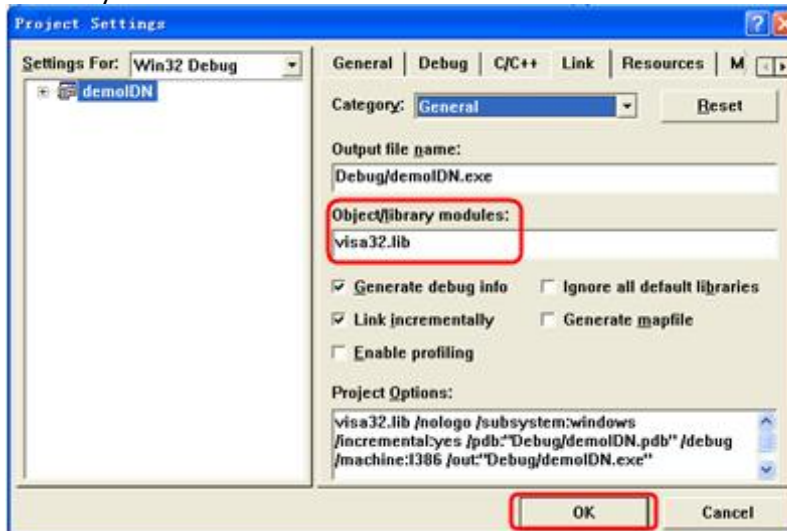 Project Settings
Settings For: Win32 Debug
demoIDN
General Debug C/C++ Link Resources M
Category: General Reset
Output file name:
Debug/demoIDN.exe
Object/library modules:
visa32.lib
Generate debug info Ignore all default libraries
Link incrementally Generate mapfile
Enable profiling
Project Options:
visa32.lib /nologo /subsystem:windows
/incremental:yes /pdb:"Debug/demoIDN.pdb" /debug
/machine:I386 /out:"Debug/demoIDN.exe"
OK Cancel